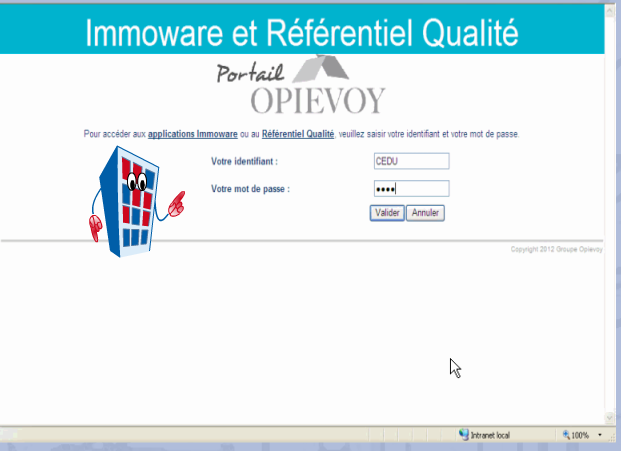 Immoware et Référentiel Qualité
Portail
OPIEVOY
Pour accéder aux applications Immoware ou au Référentiel Qualité, veuillez saisir votre identifiant et votre mot de passe.
Votre identifiant : CEDU
Votre mot de passe : ••••
Valider Annuler
Copyright 2012 Groupe Opievoy
Intranet local 100%